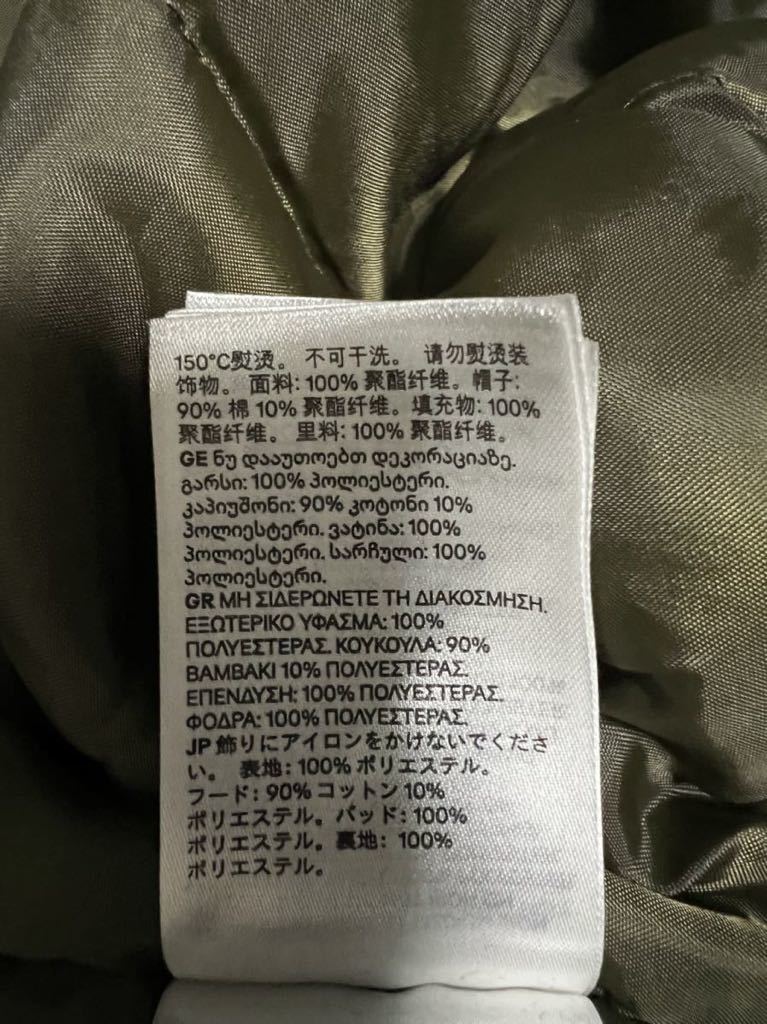 150°C熨烫。 不可干洗。 请勿熨烫装
饰物。 面料: 100% 聚酯纤维。帽子:
90% 棉 10% 聚酯纤维。填充物: 100%
聚酯纤维。 里料: 100% 聚酯纤维。
GE ნუ დააუთოებთ დეკორაციაზე.
გარსი: 100% პოლიესტერი.
კაპიუშონი: 90% კოტონი 10%
პოლიესტერი. ვატინა: 100%
პოლიესტერი. სარჩული: 100%
პოლიესტერი.
GR ΜΗ ΣΙΔΕΡΩΝΕΤΕ ΤΗ ΔΙΑΚΟΣΜΗΣΗ.
ΕΞΩΤΕΡΙΚΟ ΥΦΑΣΜΑ: 100%
ΠΟΛΥΕΣΤΕΡΑΣ. ΚΟΥΚΟΥΛΑ: 90%
ΒΑΜΒΑΚΙ 10% ΠΟΛΥΕΣΤΕΡΑΣ.
ΕΠΕΝΔΥΣΗ: 100% ΠΟΛΥΕΣΤΕΡΑΣ.
ΦΟΔΡΑ: 100% ΠΟΛΥΕΣΤΕΡΑΣ.
JP 飾りにアイロンをかけないでくださ
い。 表地: 100% ポリエステル。
フード: 90% コットン 10%
ポリエステル。パッド: 100%
ポリエステル。裏地: 100%
ポリエステル。